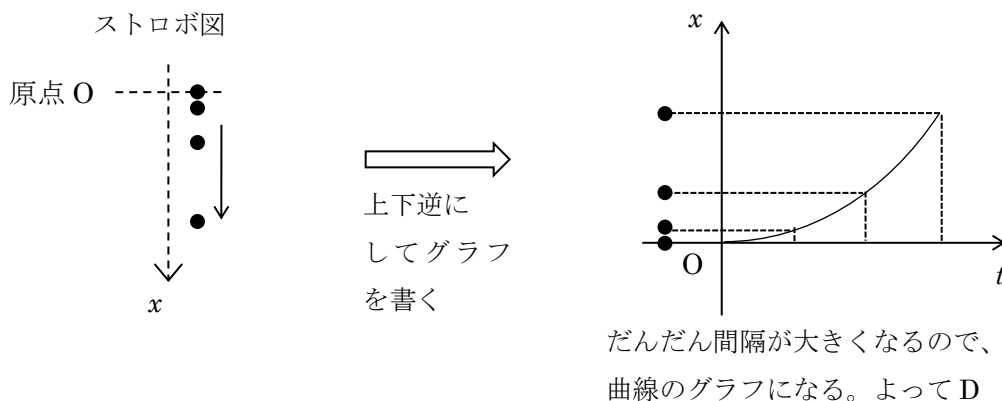 ストロボ図
原点 O
x
上下逆に
してグラフ
を書く
x
O
t
だんだん間隔が大きくなるので、
曲線のグラフになる。よって D